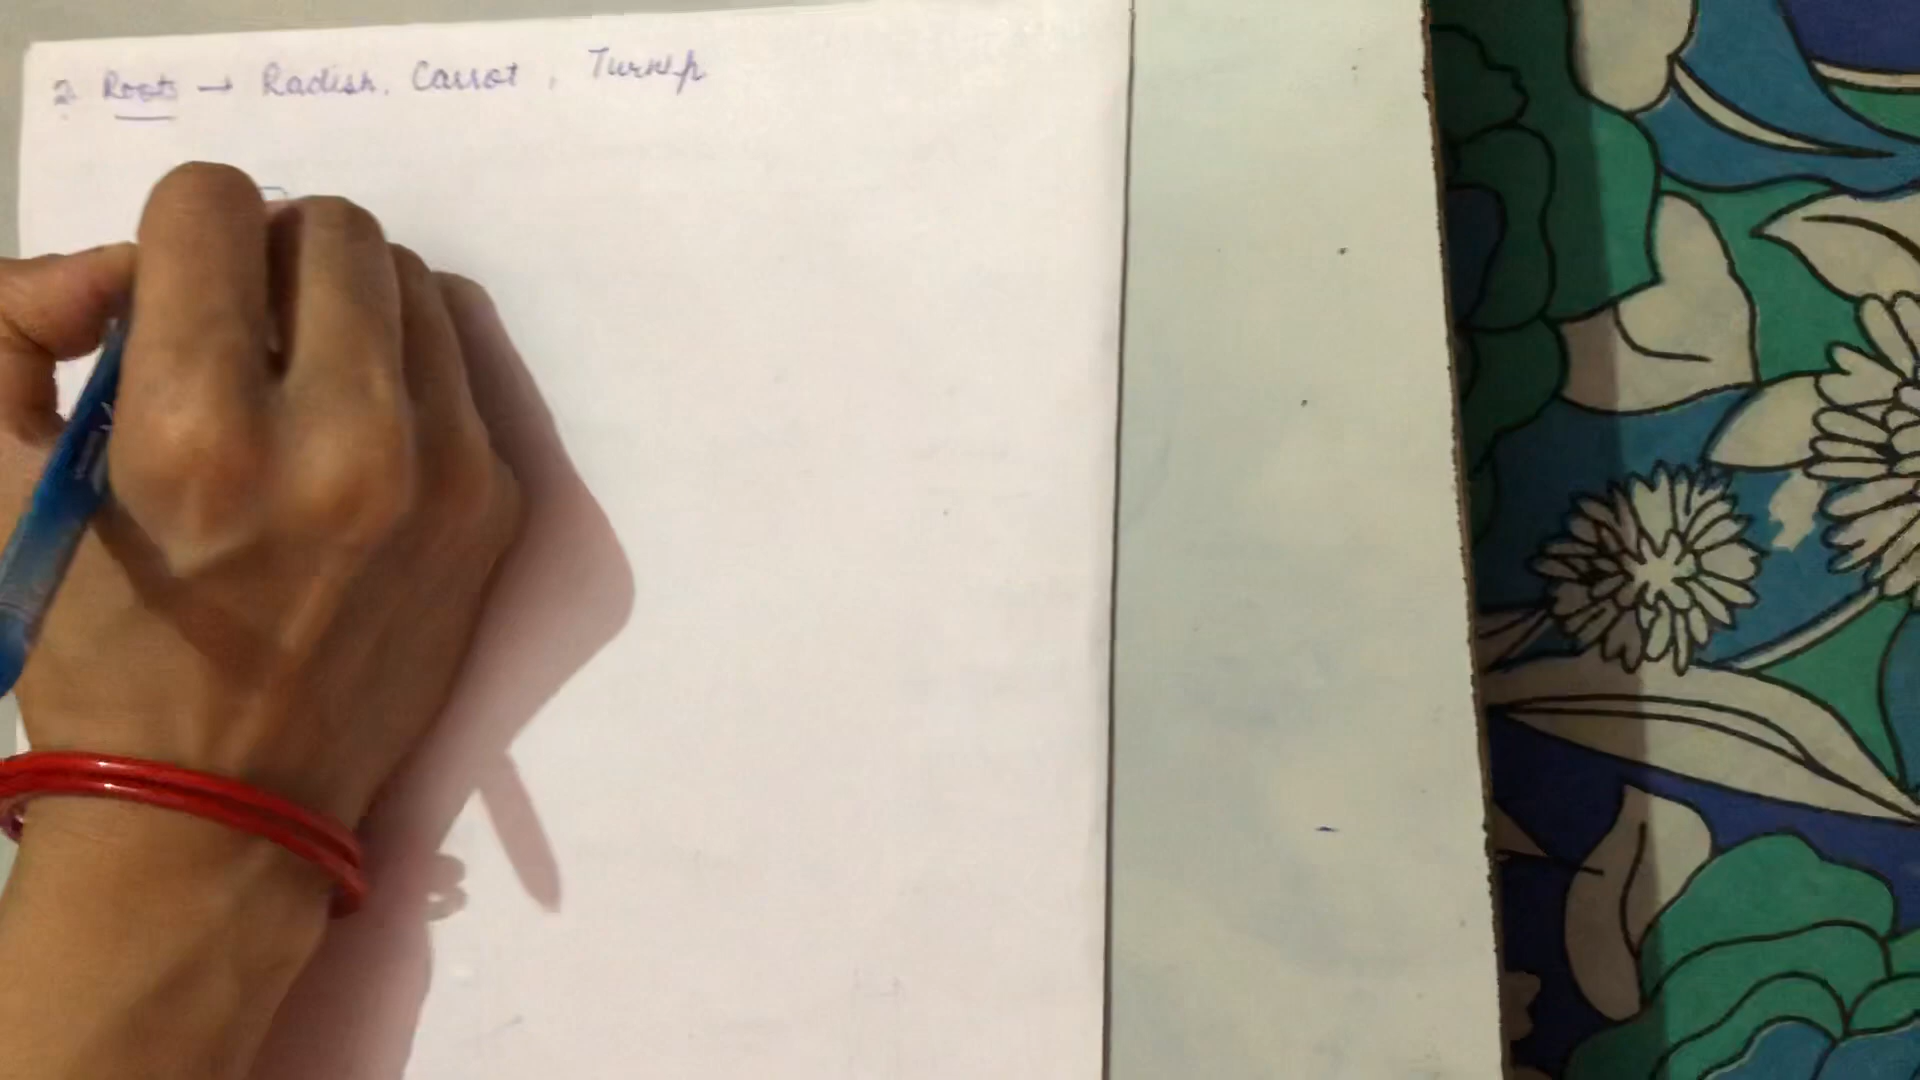 2. Roots → Radish, Carrot, Turnip